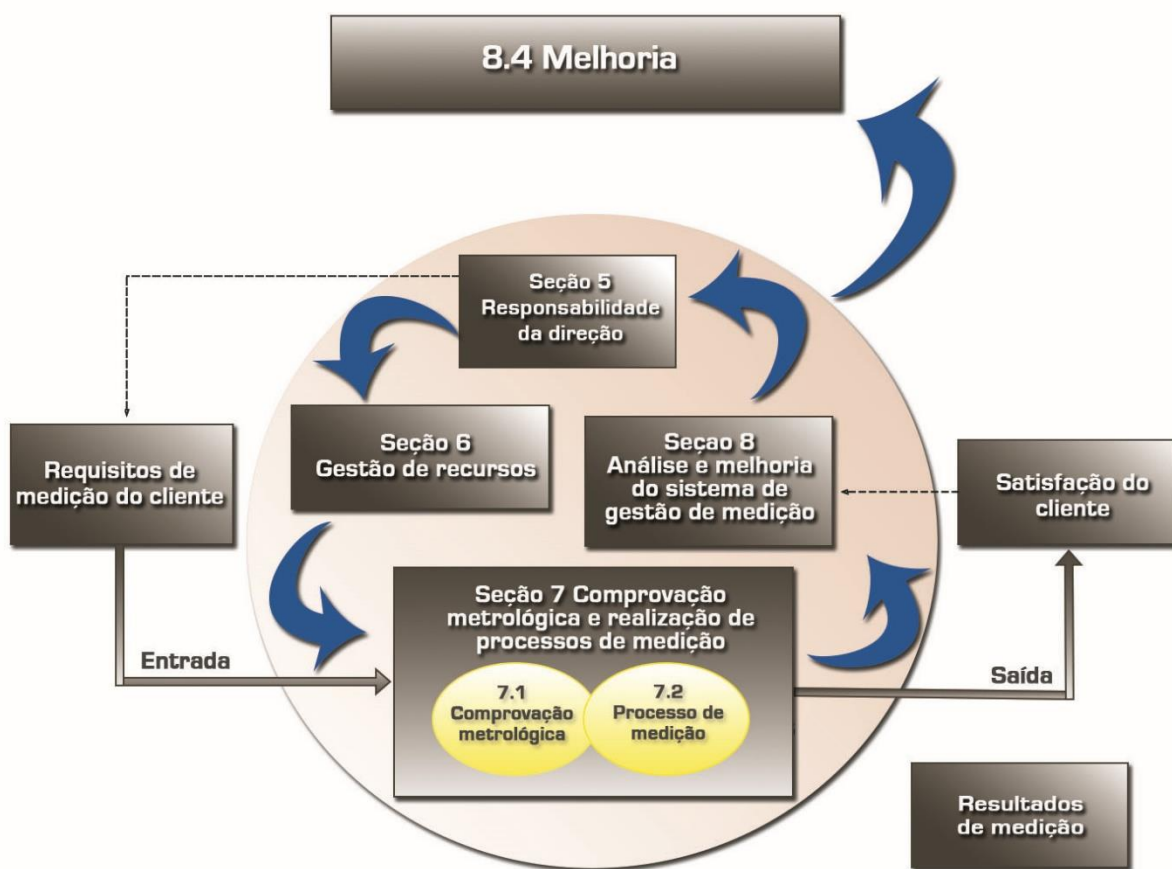 8.4 Melhoria
Seção 5
Responsabilidade
da direção
Seção 6
Gestão de recursos
Seçao 8
Análise e melhoria
do sistema de
gestão de medição
Requisitos de
medição do cliente
Satisfação do
cliente
Seção 7 Comprovação
metrológica e realização de
processos de medição
Entrada
7.1
Comprovação
metrológica
7.2
Processo de
medição
Saída
Resultados
de medição